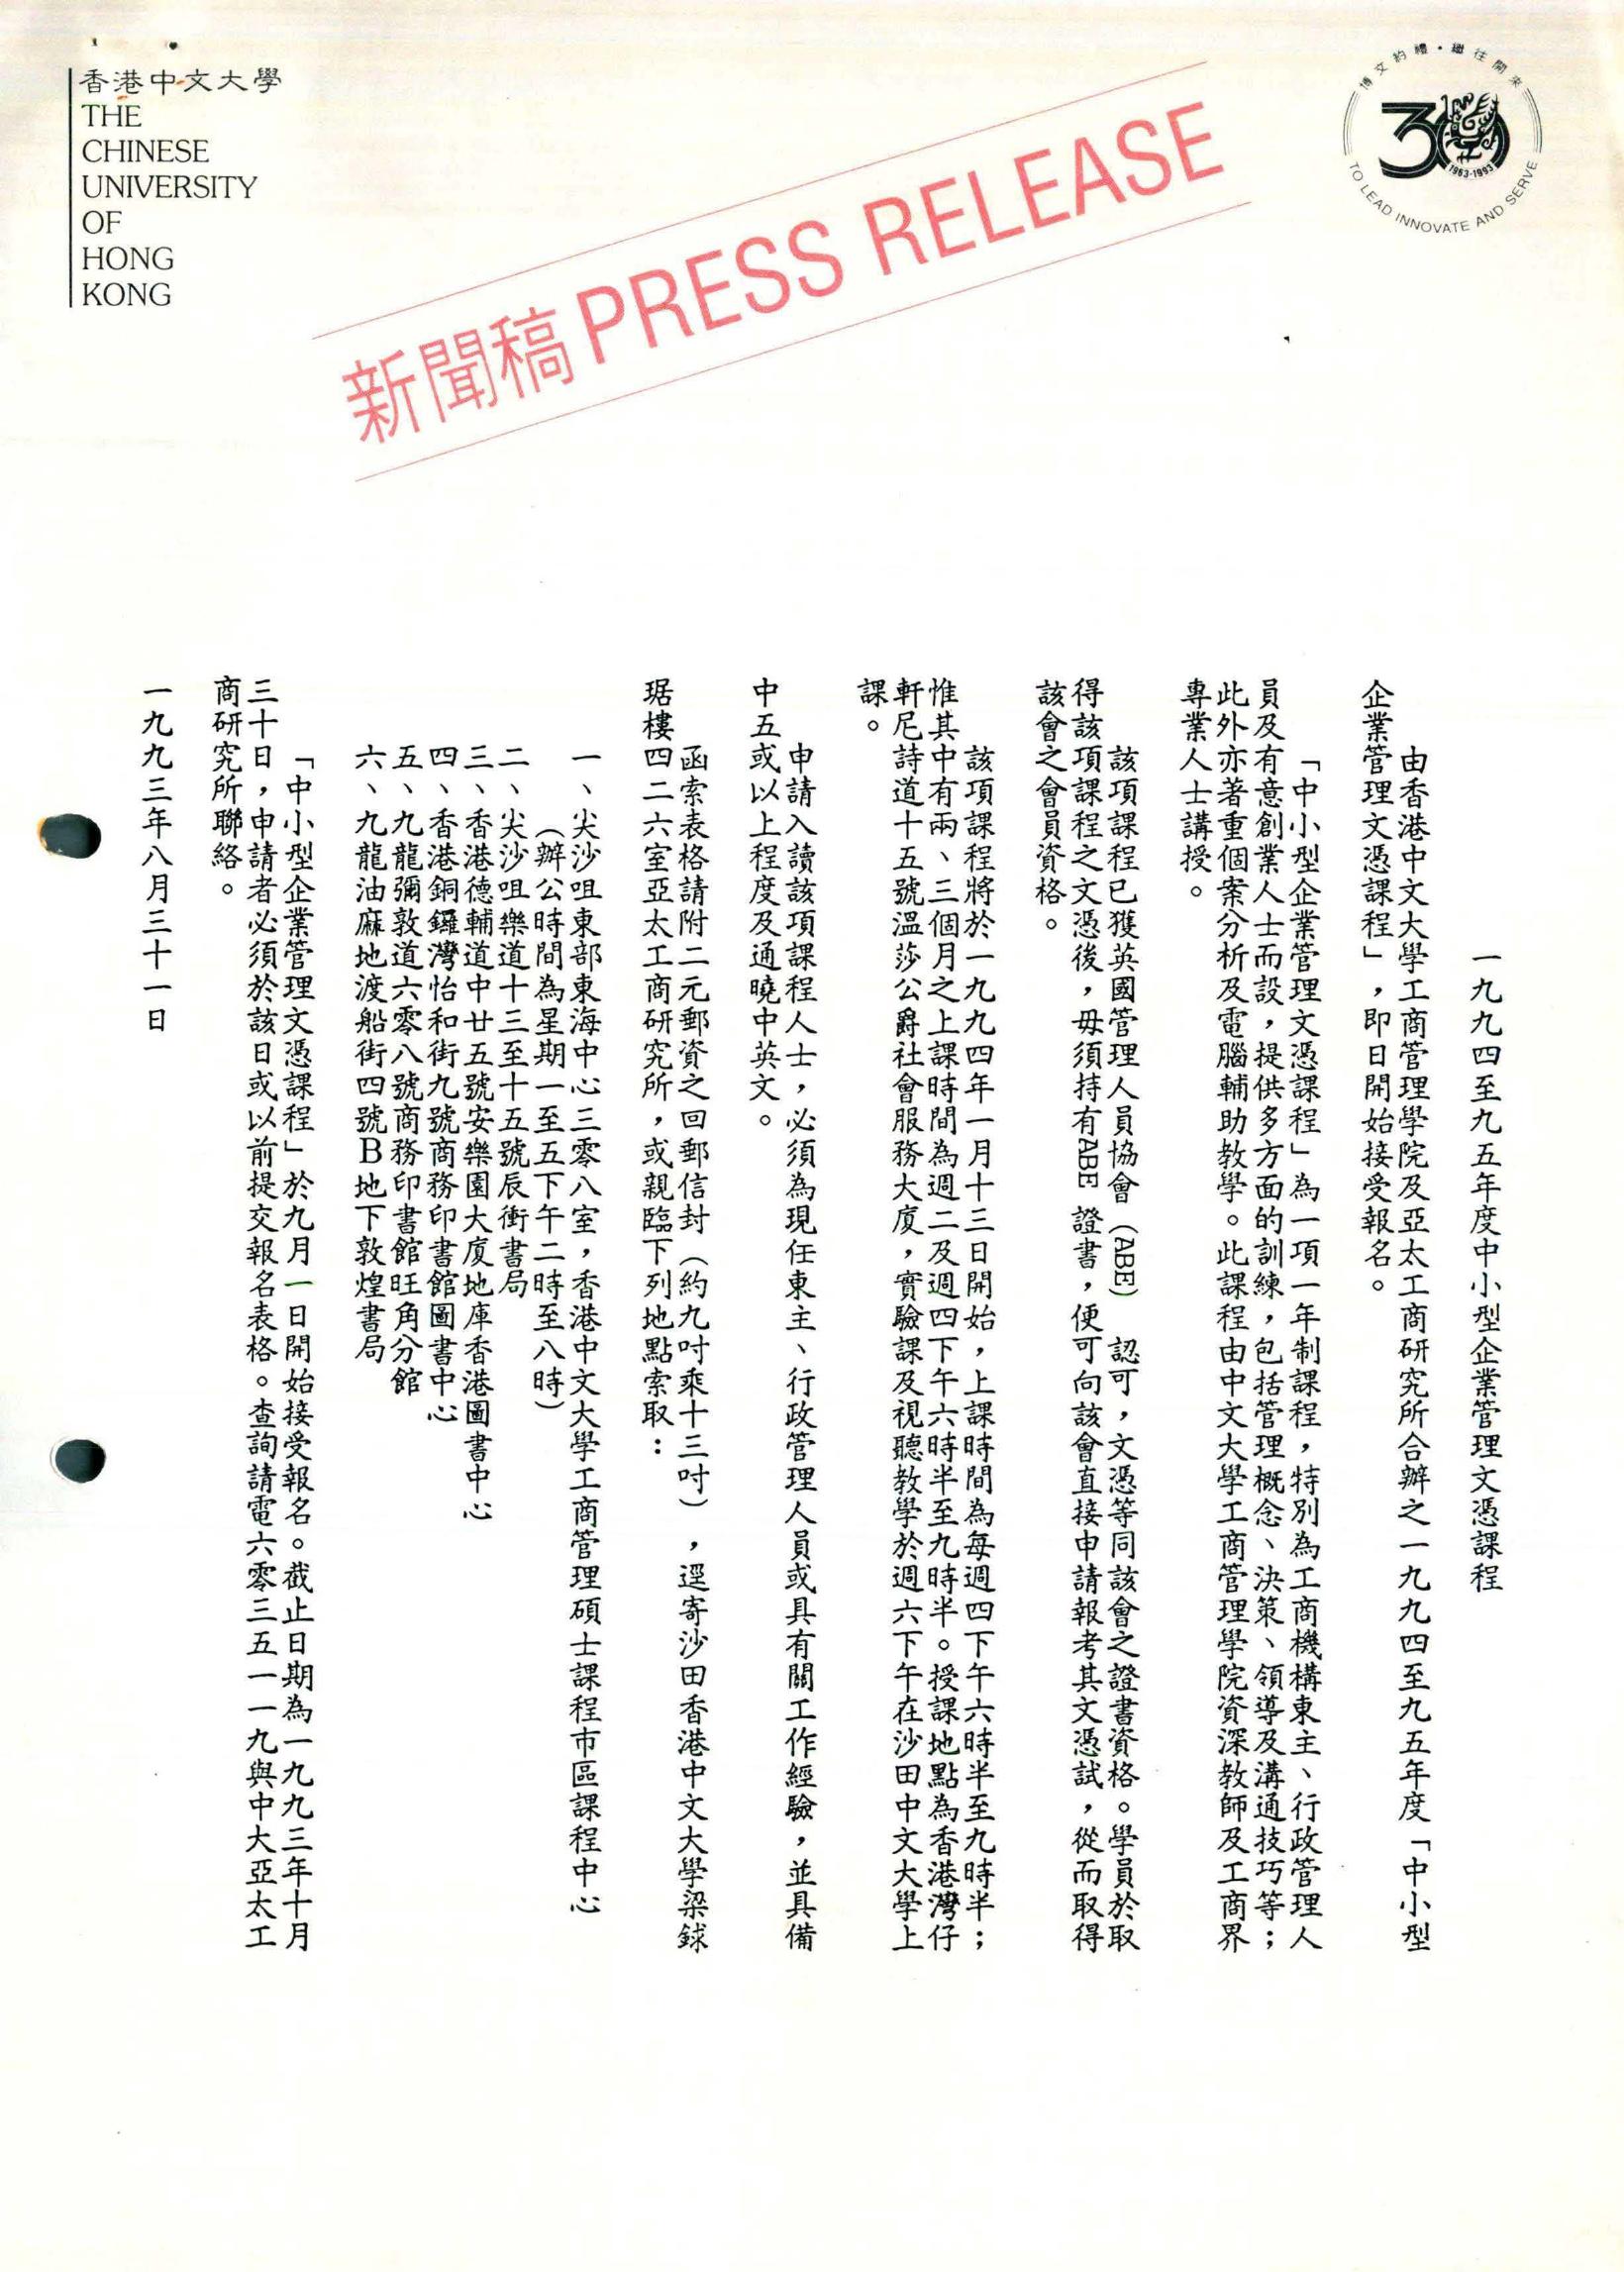 香港中文大學
THE
CHINESE
UNIVERSITY
OF
HONG
KONG
博文約禮・繼往開來
30
1963-1993
TO LEAD INNOVATE AND SERVE
新聞稿 PRESS RELEASE
一九九四至九五年度中小型企業管理文憑課程
由香港中文大學工商管理學院及亞太工商研究所合辦之一九九四至九五年度「中小型
企業管理文憑課程」，即日開始接受報名。
「中小型企業管理文憑課程」為一項一年制課程，特別為工商機構東主、行政管理人
員及有意創業人士而設，提供多方面的訓練，包括管理概念、決策、領導及溝通技巧等；
此外亦著重個案分析及電腦輔助教學。此課程由中文大學工商管理學院資深教師及工商界
專業人士講授。
該項課程已獲英國管理人員協會（ABE）認可，文憑等同該會之證書資格。學員於取
得該項課程之文憑後，毋須持有ABE 證書，便可向該會直接申請報考其文憑試，從而取得
該會之會員資格。
該項課程將於一九九四年一月十三日開始，上課時間為每週四下午六時半至九時半；
惟其中有兩、三個月之上課時間為週二及週四下午六時半至九時半。授課地點為香港灣仔
軒尼詩道十五號溫莎公爵社會服務大廈，實驗課及視聽教學於週六下午在沙田中文大學上
課。
申請入讀該項課程人士，必須為現任東主、行政管理人員或具有關工作經驗，並具備
中五或以上程度及通曉中英文。
函索表格請附二元郵資之回郵信封（約九吋乘十三吋），逕寄沙田香港中文大學梁銶
琚樓四二六室亞太工商研究所，或親臨下列地點索取：
一、尖沙咀東部東海中心三零八室，香港中文大學工商管理碩士課程市區課程中心
（辦公時間為星期一至五下午二時至八時）
二、尖沙咀樂道十三至十五號辰衝書局
三、香港德輔道中廿五號安樂園大廈地庫香港圖書中心
四、香港銅鑼灣怡和街九號商務印書館圖書中心
五、九龍彌敦道六零八號商務印書館旺角分館
六、九龍油麻地渡船街四號B地下敦煌書局
「中小型企業管理文憑課程」於九月一日開始接受報名。截止日期為一九九三年十月
三十日，申請者必須於該日或以前提交報名表格。查詢請電六零三五一一九與中大亞太工
商研究所聯絡。
一九九三年八月三十一日